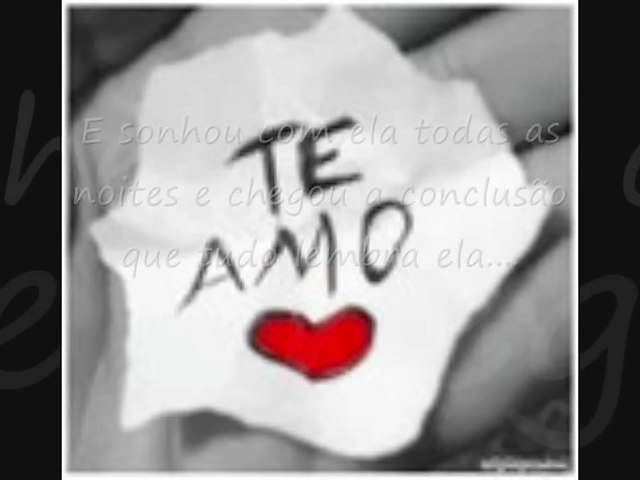 E sonhou com ela todas as
noites e chegou a conclusão
que tudo lembra ela...
TE
AMO